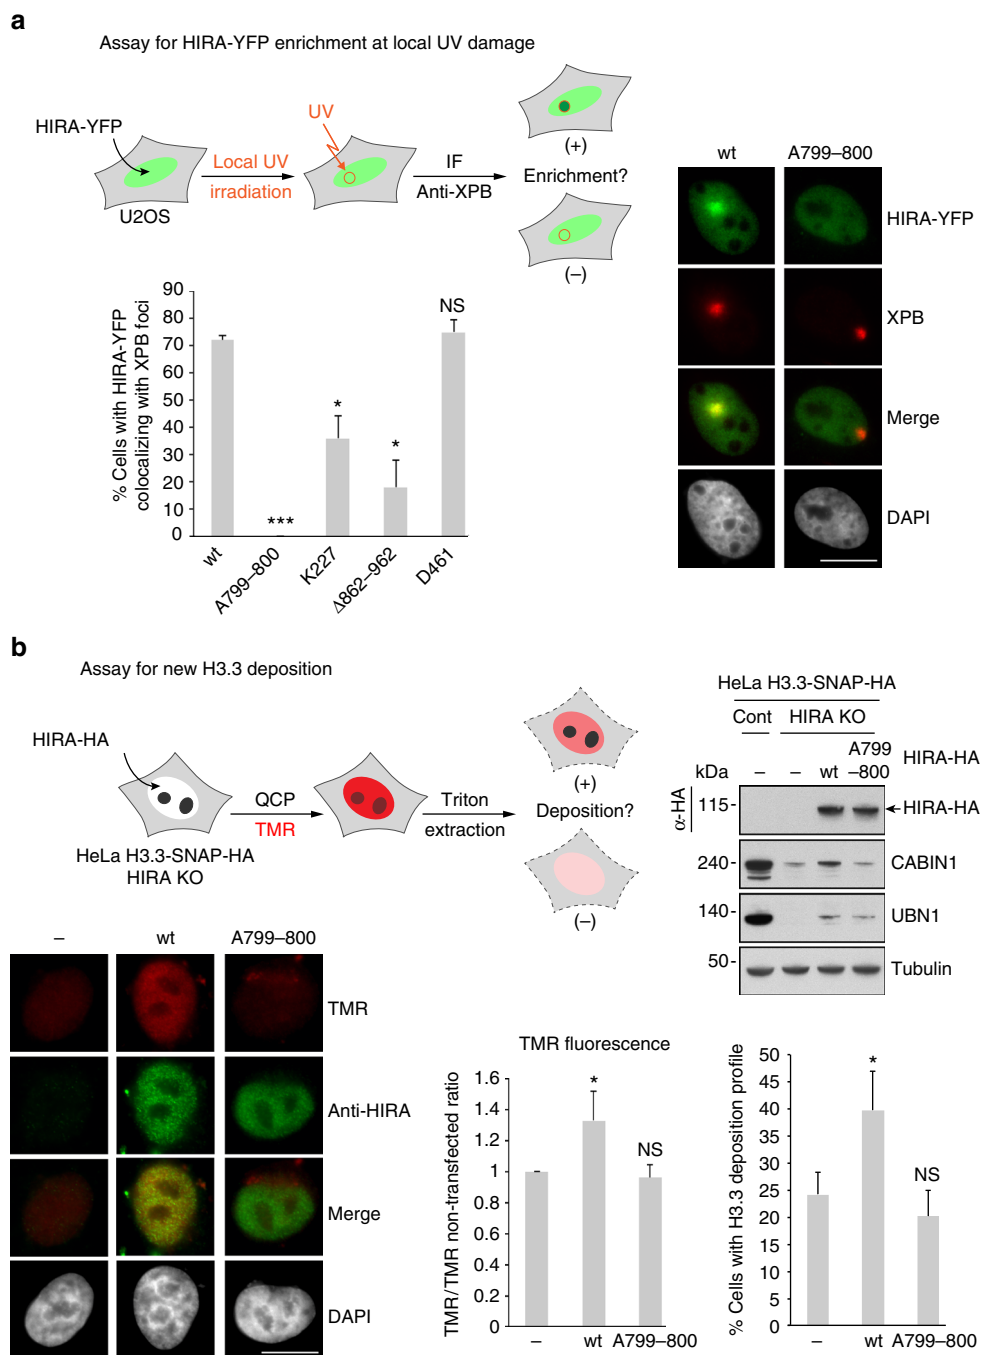 a
Assay for HIRA-YFP enrichment at local UV damage
HIRA-YFP
U2OS
Local UV
irradiation
UV
IF
Anti-XPB
(+)
Enrichment?
(–)
wt
A799–800
HIRA-YFP
XPB
Merge
DAPI
% Cells with HIRA-YFP
colocalizing with XPB foci
90
80
70
60
50
40
30
20
10
0
***
*
*
NS
wt
A799–800
K227
Δ862–962
D461
b
Assay for new H3.3 deposition
HIRA-HA
HeLa H3.3-SNAP-HA
HIRA KO
QCP
TMR
Triton
extraction
(+)
Deposition?
(–)
HeLa H3.3-SNAP-HA
Cont
HIRA KO
kDa
–
–
wt
A799
–800
HIRA-HA
α-HA
115-
HIRA-HA
240-
CABIN1
140-
UBN1
50-
Tubulin
–
wt
A799–800
TMR
Anti-HIRA
Merge
DAPI
TMR fluorescence
TMR/TMR non-transfected ratio
1.6
1.4
1.2
1
0.8
0.6
0.4
0.2
0
*
NS
–
wt
A799–800
% Cells with H3.3 deposition profile
50
45
40
35
30
25
20
15
10
5
0
*
NS
–
wt
A799–800